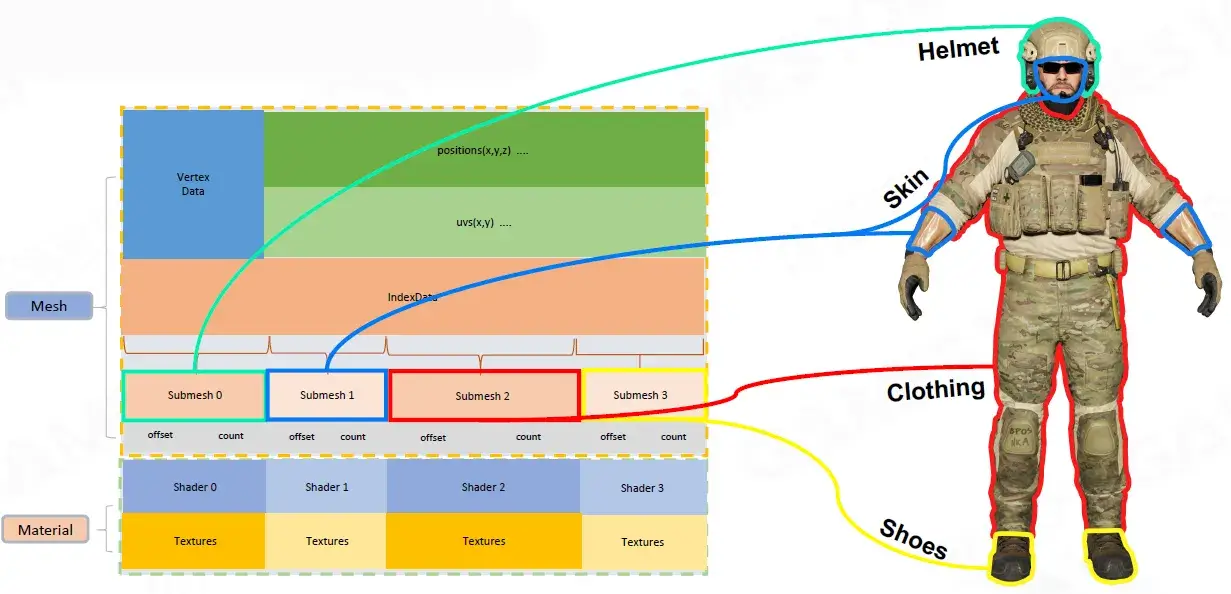 Helmet
positions(x,y,z) ....
Vertex
Data
Skin
uvs(x,y) ....
IndexData
Mesh
Submesh 0
Submesh 1
Submesh 2
Submesh 3
Clothing
offset
count
offset
count
offset
count
offset
count
Shader 0
Shader 1
Shader 2
Shader 3
Material
Textures
Textures
Textures
Textures
Shoes